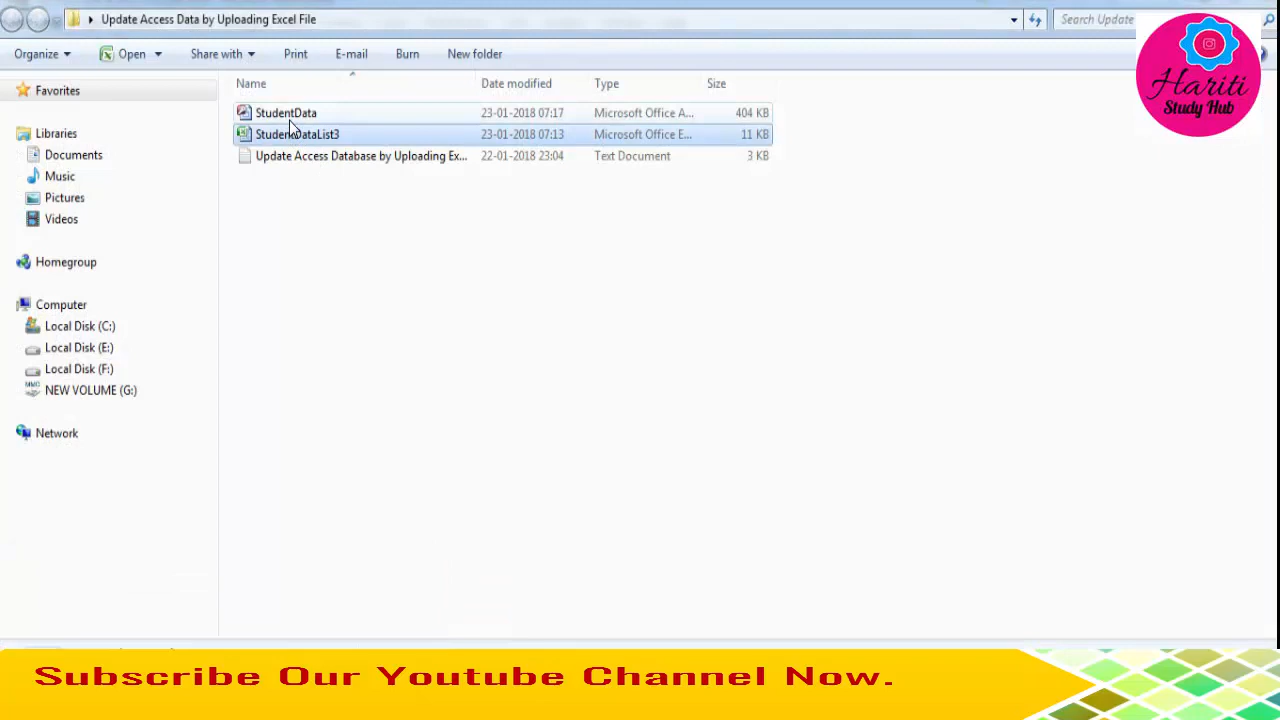 Update Access Data by Uploading Excel File
Search Update
Organize
Open
Share with
Print
E-mail
Burn
New folder
Hariti
Study Hub
Name
Date modified
Type
Size
Favorites
StudentData
23-01-2018 07:17
Microsoft Office A...
404 KB
StudentDataList3
23-01-2018 07:13
Microsoft Office E...
11 KB
Update Access Database by Uploading Ex...
22-01-2018 23:04
Text Document
3 KB
Libraries
Documents
Music
Pictures
Videos
Homegroup
Computer
Local Disk (C:)
Local Disk (E:)
Local Disk (F:)
NEW VOLUME (G:)
Network
Subscribe Our Youtube Channel Now.